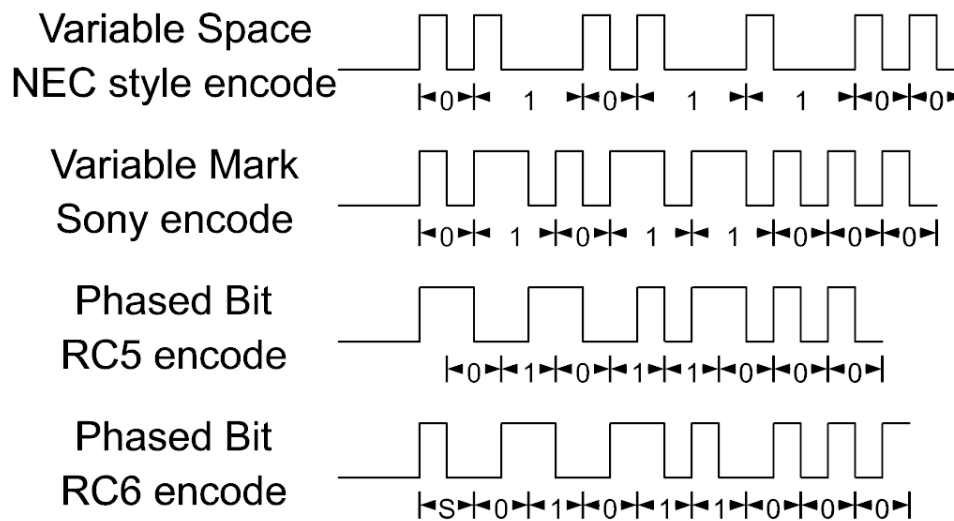 Variable Space
NEC style encode
0 1 0 1 1 0 0
Variable Mark
Sony encode
0 1 0 1 1 0 0 0
Phased Bit
RC5 encode
0 1 0 1 1 0 0 0
Phased Bit
RC6 encode
S 0 1 0 1 1 0 0 0